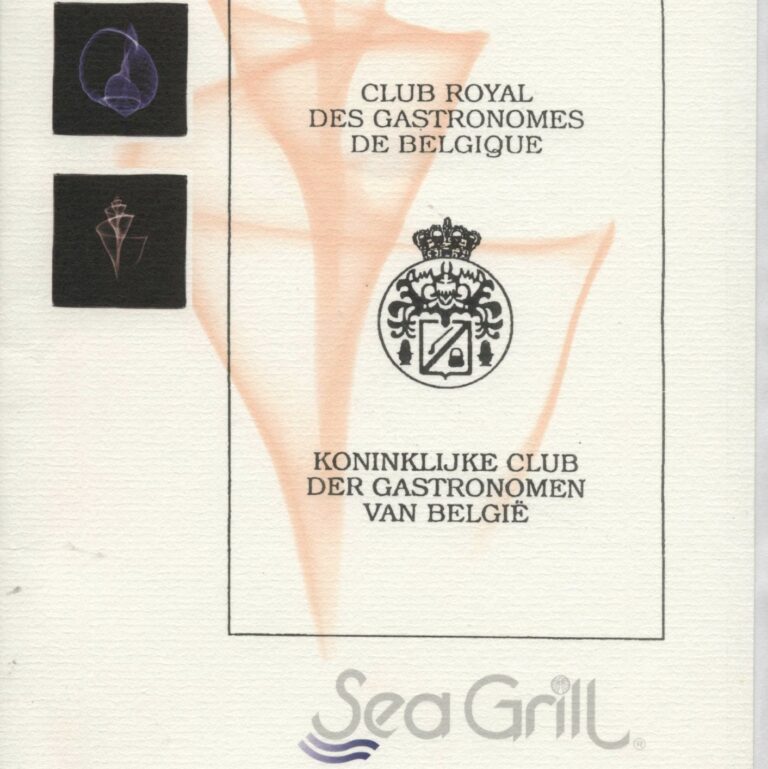 CLUB ROYAL
DES GASTRONOMES
DE BELGIQUE
KONINKLIJKE CLUB
DER GASTRONOMEN
VAN BELGIË
Sea Grill ®